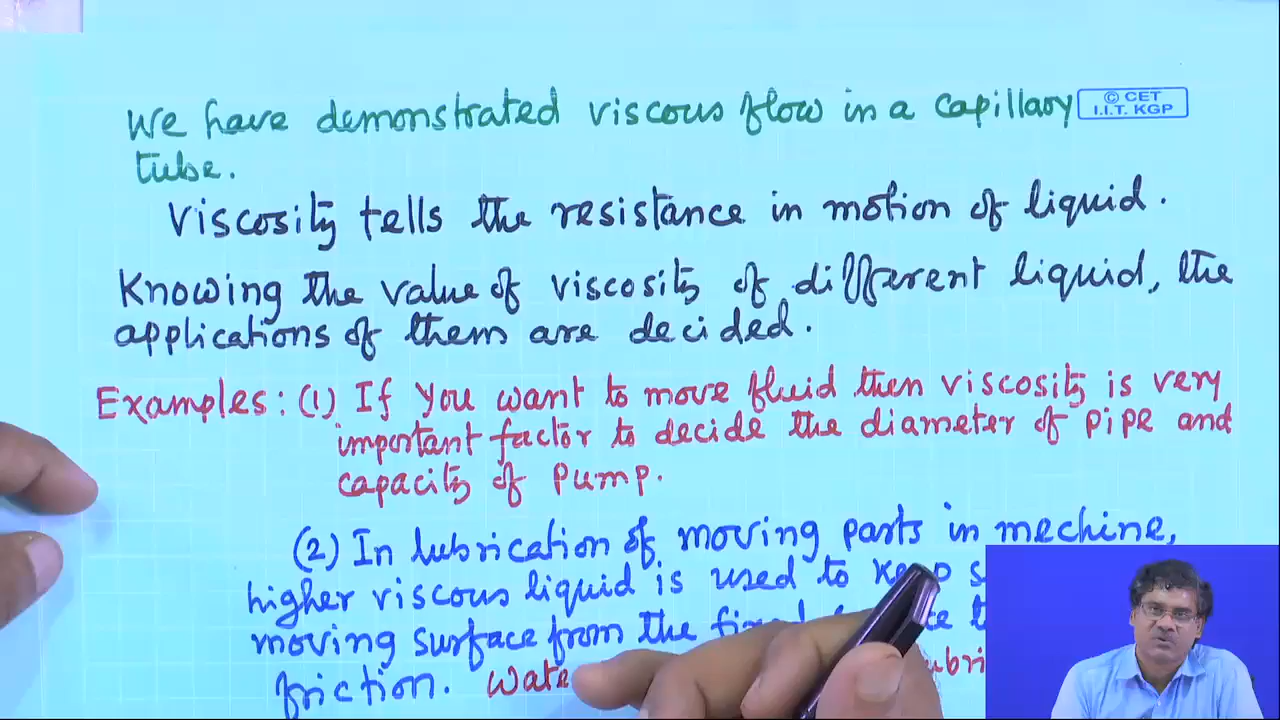 We have demonstrated viscous flow in a capillary
© CET
I.I.T. KGP
tube.
Viscosity tells the resistance in motion of liquid.
Knowing the value of viscosity of different liquid, the
applications of them are decided.
Examples: (1) If you want to move fluid then viscosity is very
important factor to decide the diameter of pipe and
capacity of pump.
(2) In lubrication of moving parts in mechine,
higher viscous liquid is used to
moving surface from the
friction.